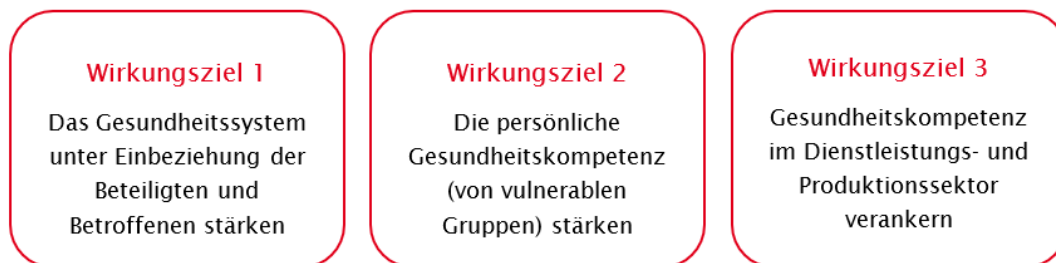 Wirkungsziel 1
Das Gesundheitssystem
unter Einbeziehung der
Beteiligten und
Betroffenen stärken
Wirkungsziel 2
Die persönliche
Gesundheitskompetenz
(von vulnerablen
Gruppen) stärken
Wirkungsziel 3
Gesundheitskompetenz
im Dienstleistungs- und
Produktionssektor
verankern